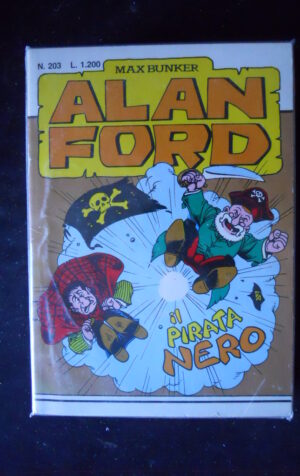 N. 203 L. 1.200
MAX BUNKER
ALAN
FORD
il
PIRATA
NERO